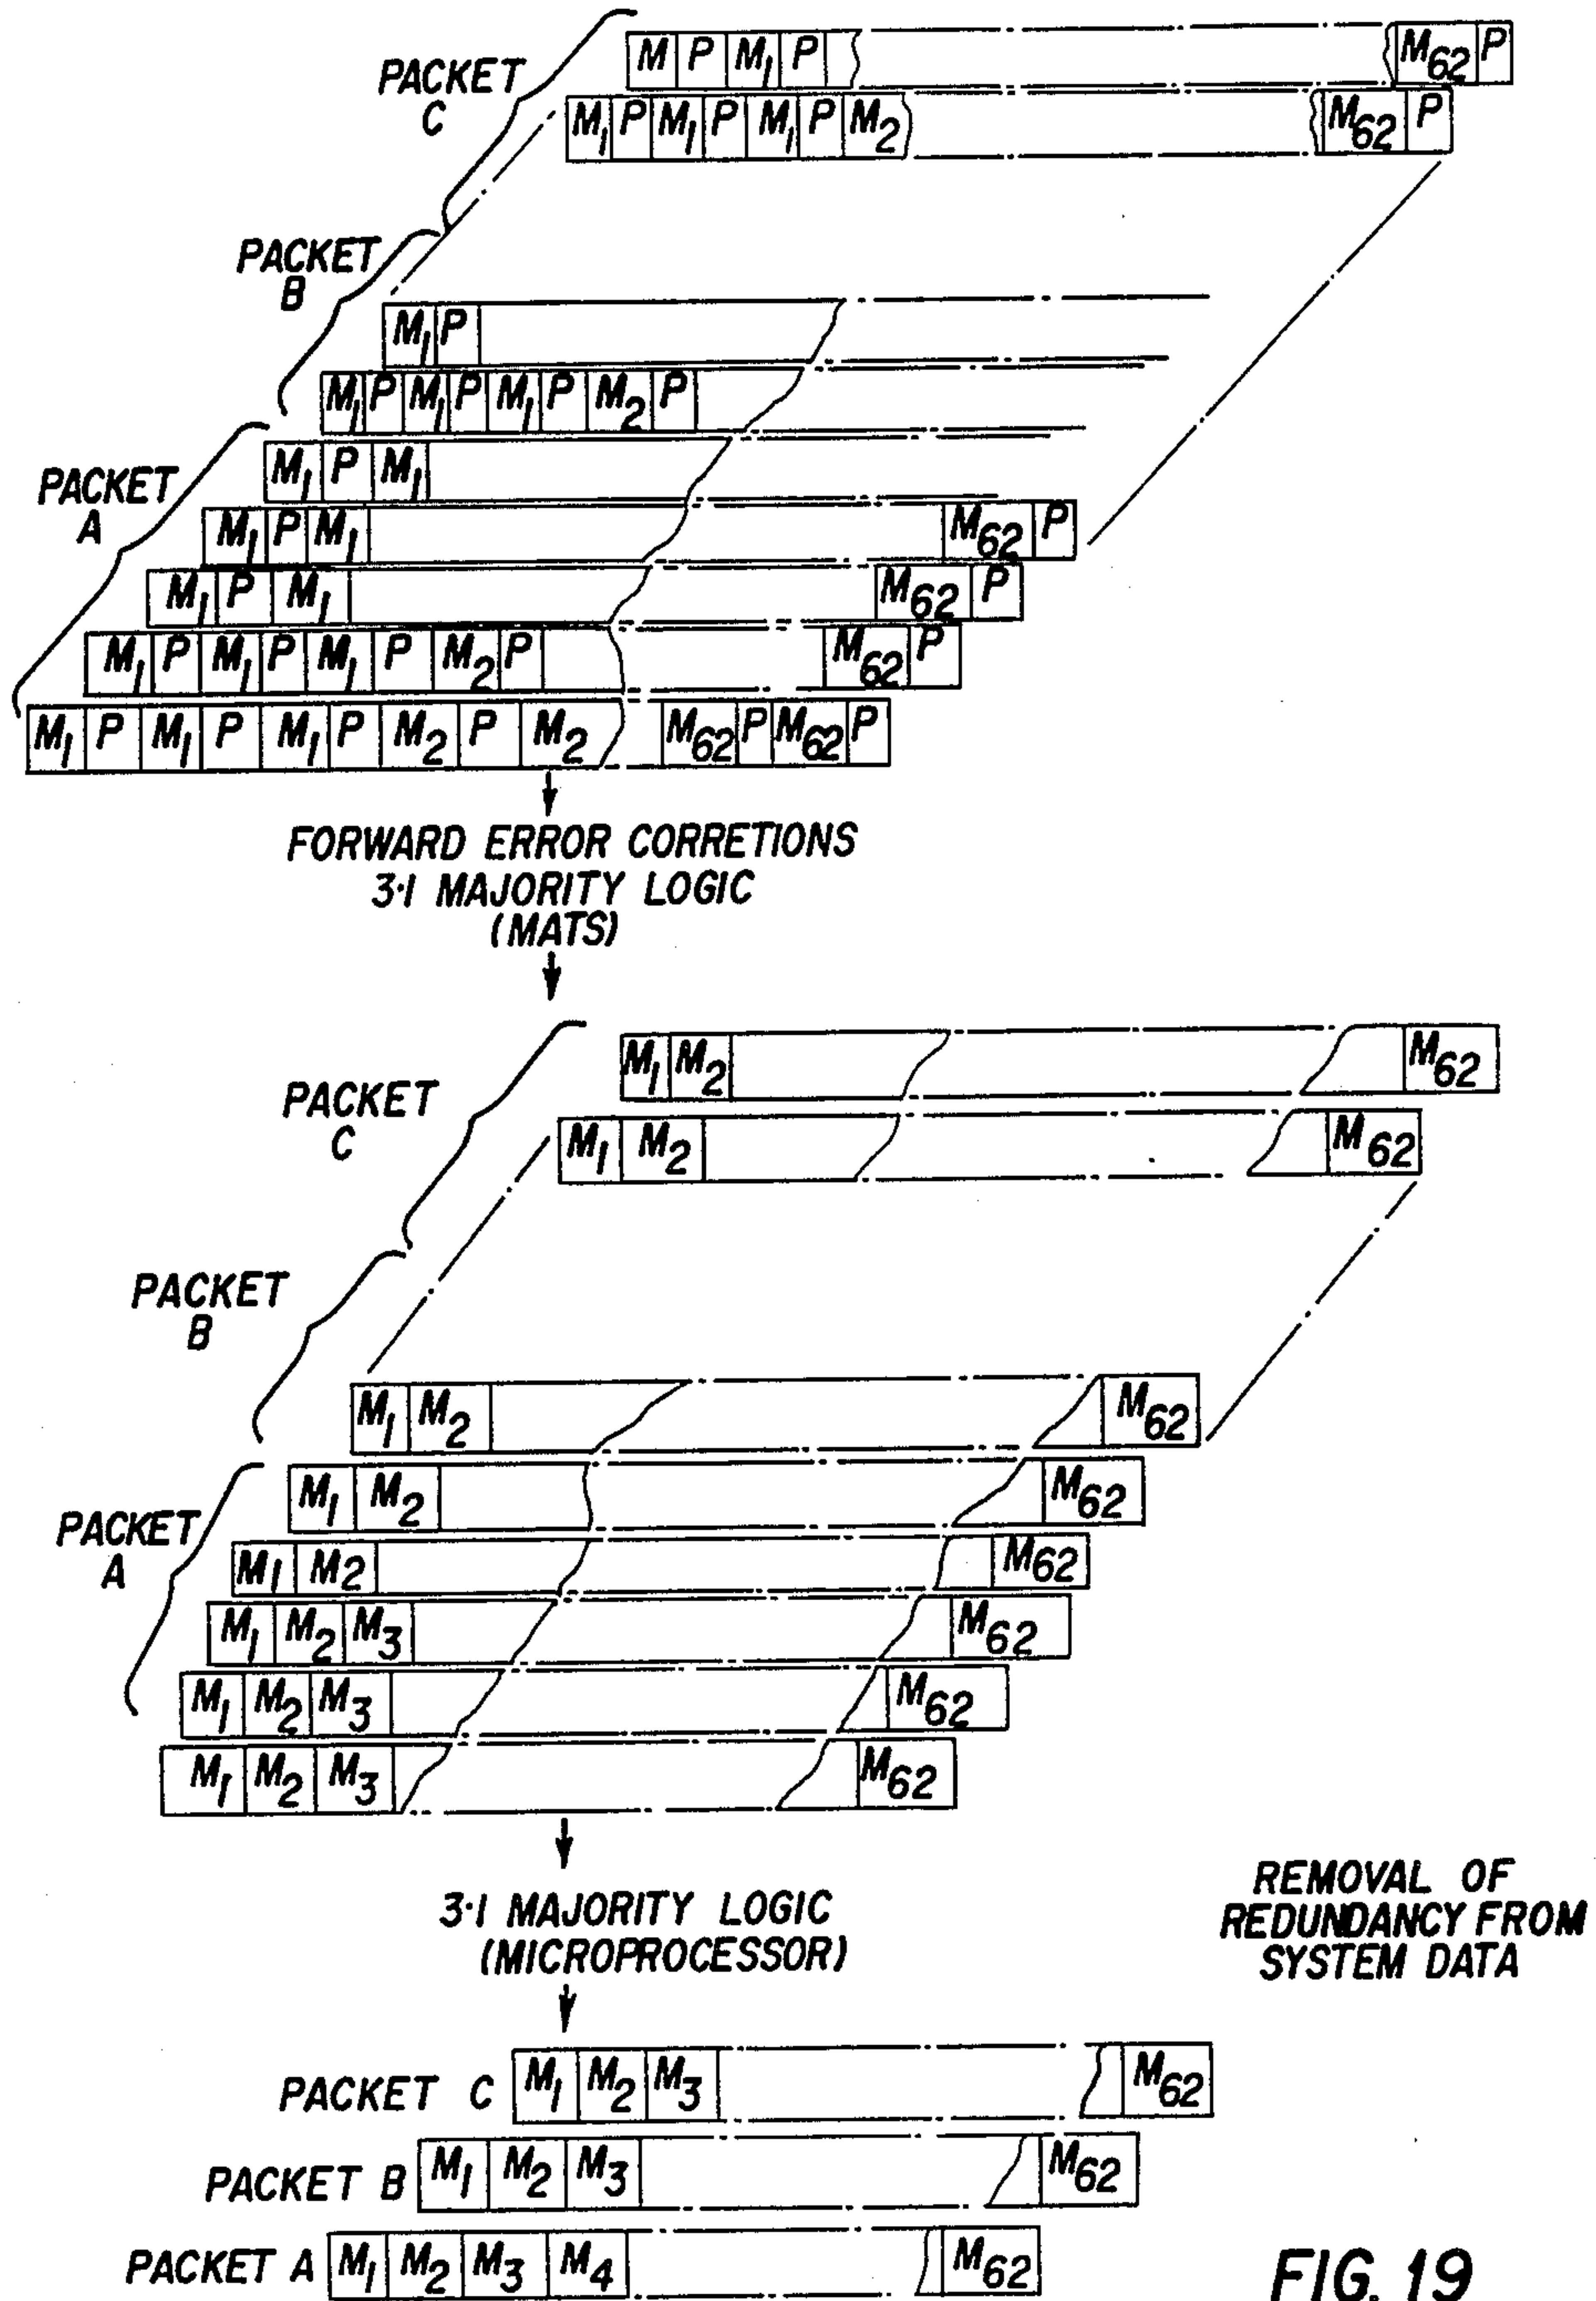 PACKET
C
M P M1 P M62 P
M1 P M1 P M1 P M2 M62 P
PACKET
B
M1 P
M1 P M1 P M1 P M2 P
PACKET
A
M1 P M1
M1 P M1 M62 P
M1 P M1 M62 P
M1 P M1 P M1 P M2 P M62 P
M1 P M1 P M1 P M2 P M2 M62 P M62 P
FORWARD ERROR CORRETIONS
3·1 MAJORITY LOGIC
(MATS)
PACKET
C
M1 M2 M62
M1 M2 M62
PACKET
B
M1 M2 M62
PACKET
A
M1 M2 M62
M1 M2 M62
M1 M2 M3 M62
M1 M2 M3 M62
M1 M2 M3 M62
3·1 MAJORITY LOGIC
(MICROPROCESSOR)
REMOVAL OF
REDUNDANCY FROM
SYSTEM DATA
PACKET C M1 M2 M3 M62
PACKET B M1 M2 M3 M62
PACKET A M1 M2 M3 M4 M62
FIG. 19